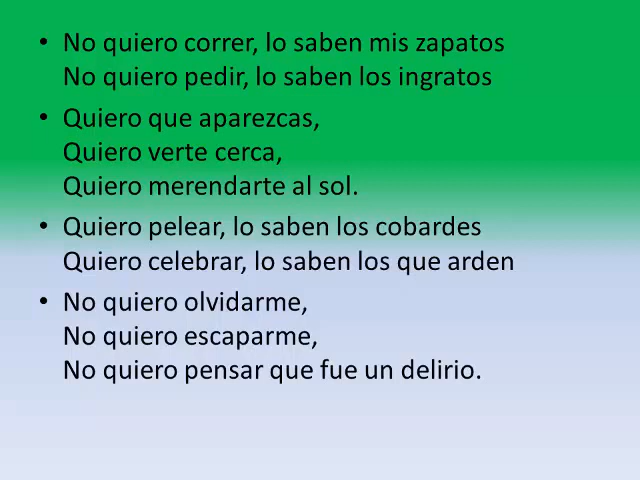 • No quiero correr, lo saben mis zapatos
No quiero pedir, lo saben los ingratos
• Quiero que aparezcas,
Quiero verte cerca,
Quiero merendarte al sol.
• Quiero pelear, lo saben los cobardes
Quiero celebrar, lo saben los que arden
• No quiero olvidarme,
No quiero escaparme,
No quiero pensar que fue un delirio.